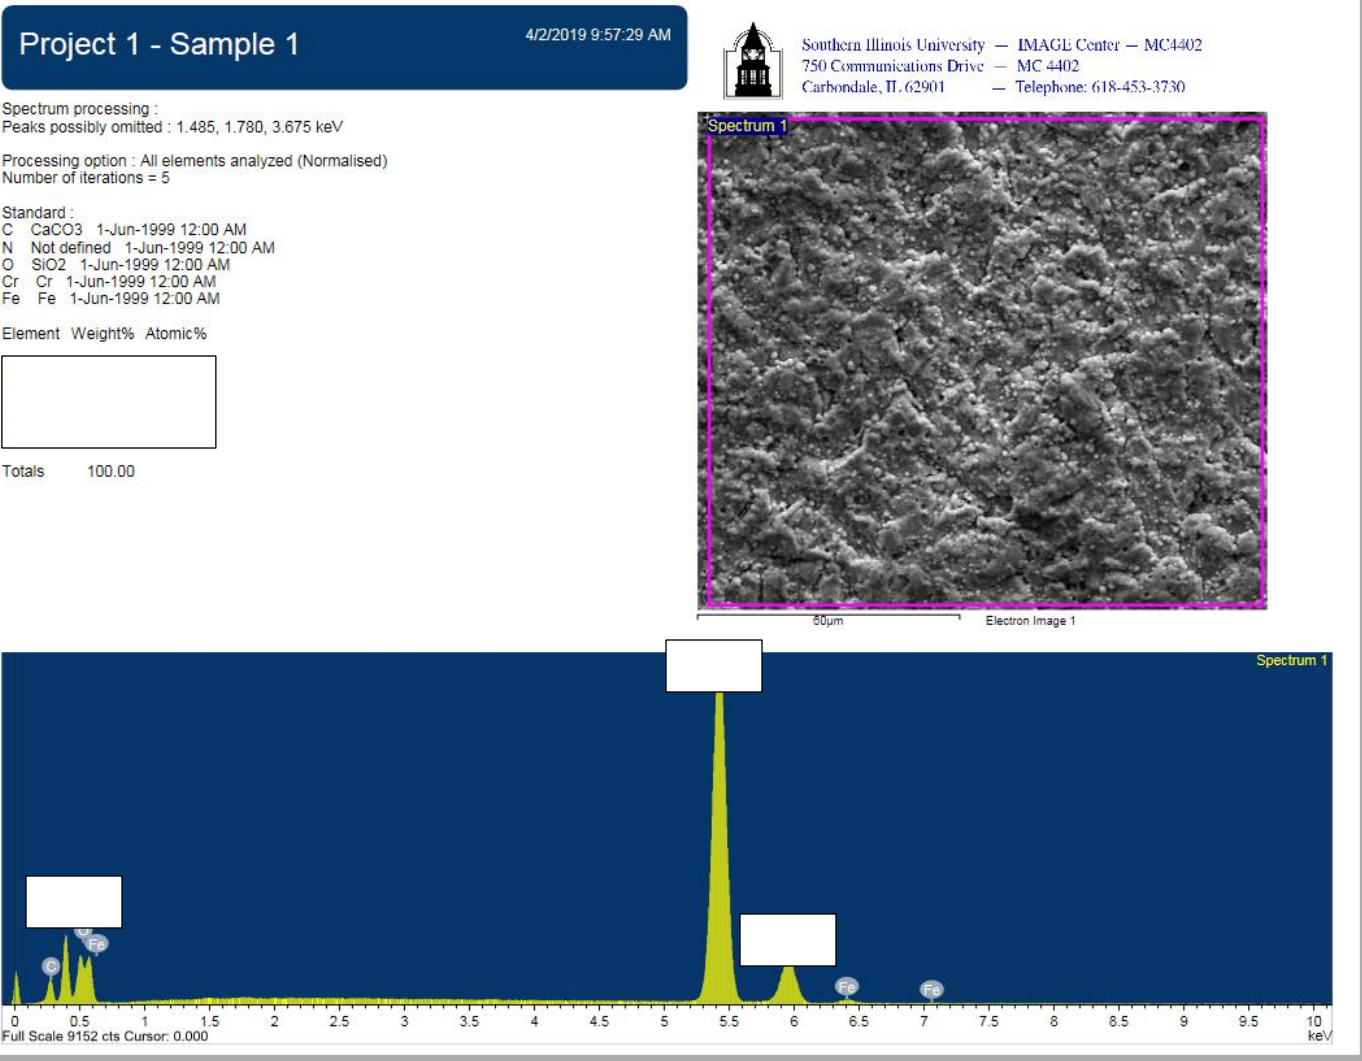 Project 1 - Sample 1
4/2/2019 9:57:29 AM
Southern Illinois University — IMAGE Center — MC4402
750 Communications Drive — MC 4402
Carbondale, IL 62901 — Telephone: 618-453-3730
Spectrum processing :
Peaks possibly omitted : 1.485, 1.780, 3.675 keV
Processing option : All elements analyzed (Normalised)
Number of iterations = 5
Standard :
C CaCO3 1-Jun-1999 12:00 AM
N Not defined 1-Jun-1999 12:00 AM
O SiO2 1-Jun-1999 12:00 AM
Cr Cr 1-Jun-1999 12:00 AM
Fe Fe 1-Jun-1999 12:00 AM
Element Weight% Atomic%
Totals 100.00
Spectrum 1
60µm Electron Image 1
Spectrum 1
Fe
C
Fe
Fe
0 0.5 1 1.5 2 2.5 3 3.5 4 4.5 5 5.5 6 6.5 7 7.5 8 8.5 9 9.5 10
Full Scale 9152 cts Cursor: 0.000 keV